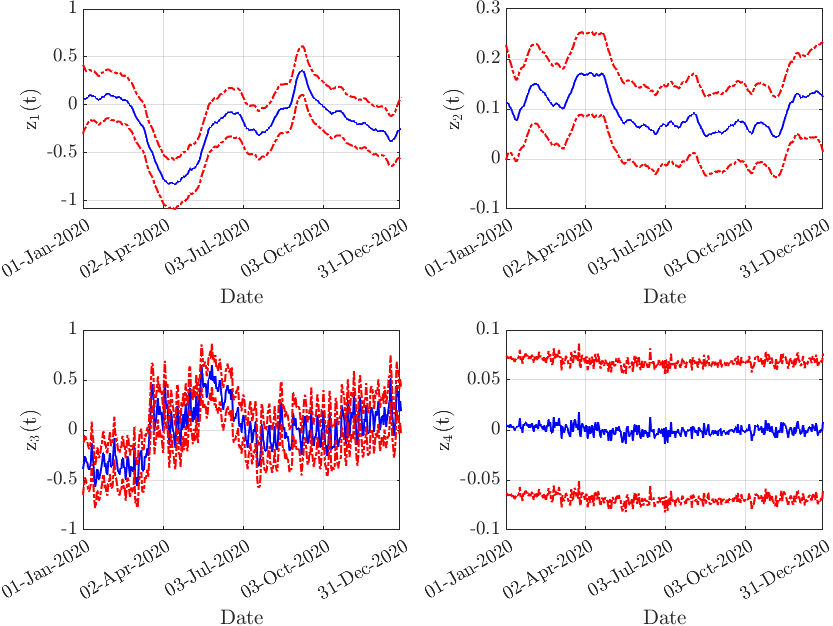 1
0.5
0
-0.5
-1
z1(t)
01-Jan-2020
02-Apr-2020
03-Jul-2020
03-Oct-2020
31-Dec-2020
Date
0.3
0.2
0.1
0
-0.1
z2(t)
01-Jan-2020
02-Apr-2020
03-Jul-2020
03-Oct-2020
31-Dec-2020
Date
1
0.5
0
-0.5
-1
z3(t)
01-Jan-2020
02-Apr-2020
03-Jul-2020
03-Oct-2020
31-Dec-2020
Date
0.1
0.05
0
-0.05
-0.1
z4(t)
01-Jan-2020
02-Apr-2020
03-Jul-2020
03-Oct-2020
31-Dec-2020
Date